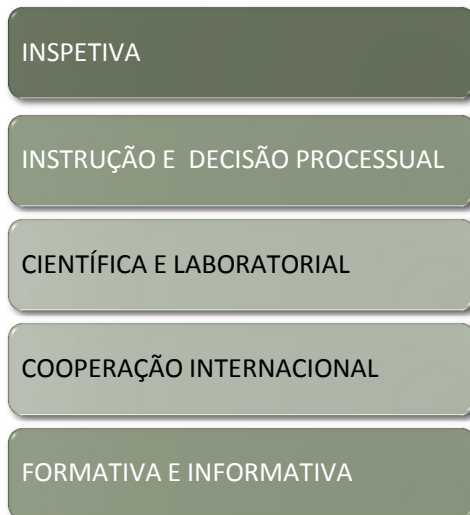 INSPETIVA
INSTRUÇÃO E DECISÃO PROCESSUAL
CIENTÍFICA E LABORATORIAL
COOPERAÇÃO INTERNACIONAL
FORMATIVA E INFORMATIVA